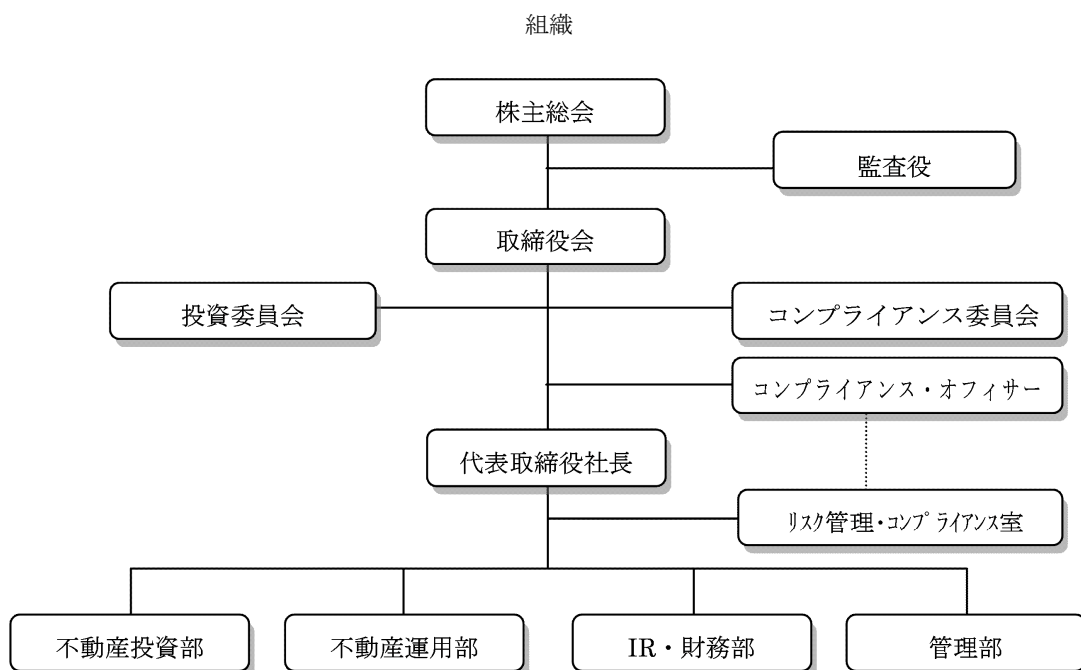 組織
株主総会
監査役
取締役会
投資委員会
コンプライアンス委員会
コンプライアンス・オフィサー
代表取締役社長
リスク管理・コンプライアンス室
不動産投資部
不動産運用部
IR・財務部
管理部